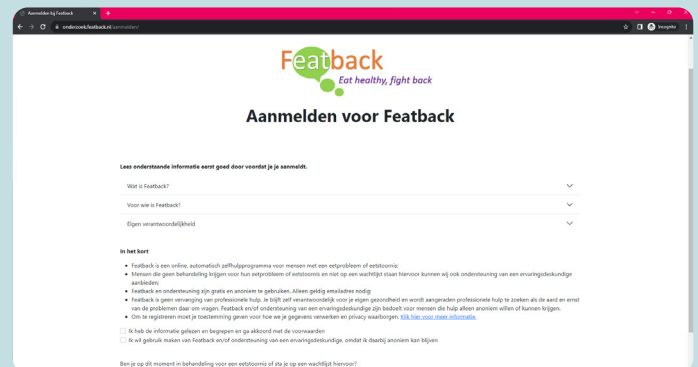 Aanmelden bij Featback
onderzoek.featback.nl/aanmelden/
Incognito
Featback
Eat healthy, fight back
Aanmelden voor Featback
Lees onderstaande informatie eerst goed door voordat je je aanmeldt.
Wat is Featback?
Voor wie is Featback?
Eigen verantwoordelijkheid
In het kort
Featback is een online, automatisch zelfhulpprogramma voor mensen met een eetprobleem of eetstoornis;
Mensen die geen behandeling krijgen voor hun eetprobleem of eetstoornis en niet op een wachtlijst staan hiervoor kunnen wij ook ondersteuning van een ervaringsdeskundige
aanbieden;
Featback en ondersteuning zijn gratis en anoniem te gebruiken. Alleen geldig emailadres nodig;
Featback is geen vervanging van professionele hulp. Je blijft zelf verantwoordelijk voor je eigen gezondheid en wordt aangeraden professionele hulp te zoeken als de aard en ernst
van de problemen daar om vragen. Featback en/of ondersteuning van een ervaringsdeskundige zijn bedoelt voor mensen die hulp alleen anoniem willen of kunnen krijgen.
Om te registreren moet je toestemming geven voor hoe we je gegevens verwerken en privacy waarborgen. Klik hier voor meer informatie.
Ik heb de informatie gelezen en begrepen en ga akkoord met de voorwaarden
Ik wil gebruik maken van Featback en/of ondersteuning van een ervaringsdeskundige, omdat ik daarbij anoniem kan blijven
Ben je op dit moment in behandeling voor een eetstoornis of sta je op een wachtlijst hiervoor?